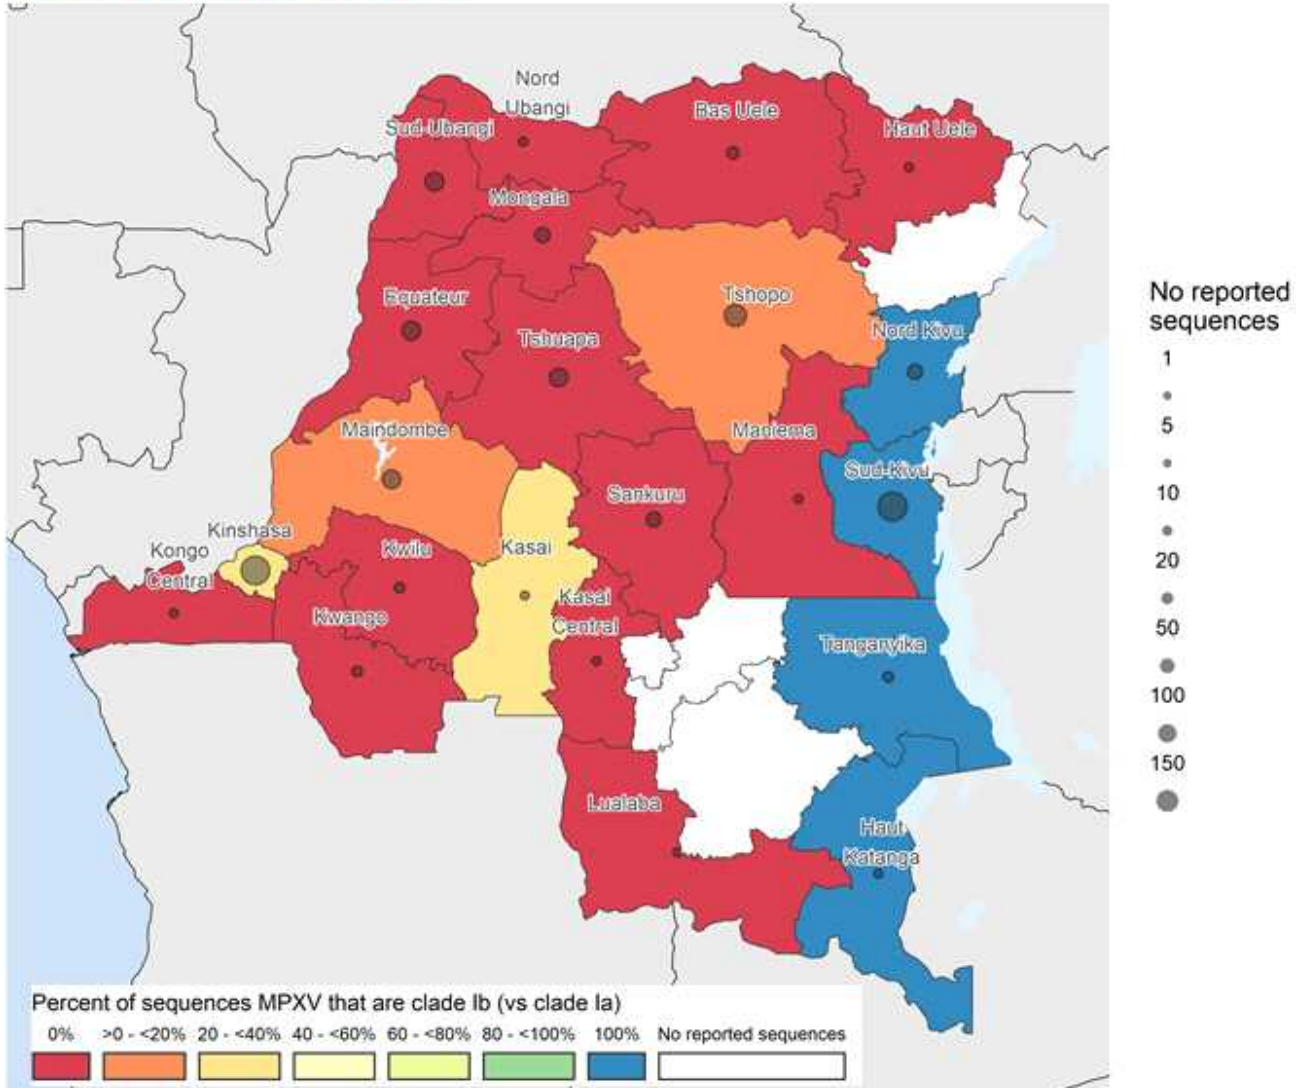 Nord
Ubangi
Bas Uele
Haut Uele
Sud-Ubangi
Mongala
Equateur
Tshopo
Nord Kivu
Tshuapa
Maindombe
Maniema
Sud-Kivu
Sankuru
Kinshasa
Kongo
Central
Kwilu
Kasai
Kwango
Kasai
Central
Tanganyika
Lualaba
Haut
Katanga
No reported
sequences
1
5
10
20
50
100
150
Percent of sequences MPXV that are clade Ib (vs clade Ia)
0% >0 - <20% 20 - <40% 40 - <60% 60 - <80% 80 - <100% 100% No reported sequences